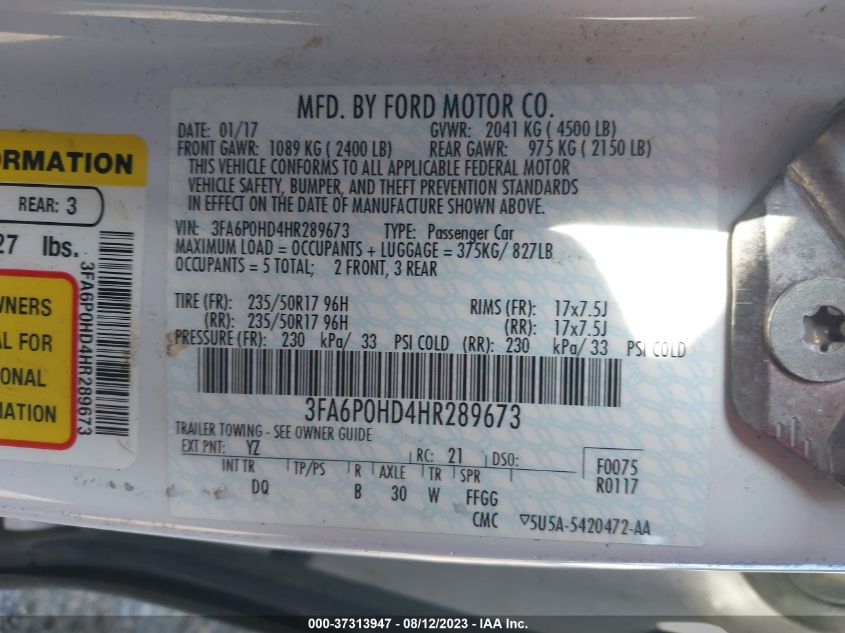 MFD. BY FORD MOTOR CO.
DATE: 01/17 GVWR: 2041 KG ( 4500 LB)
FRONT GAWR: 1089 KG ( 2400 LB) REAR GAWR: 975 KG ( 2150 LB)
THIS VEHICLE CONFORMS TO ALL APPLICABLE FEDERAL MOTOR
VEHICLE SAFETY, BUMPER, AND THEFT PREVENTION STANDARDS
IN EFFECT ON THE DATE OF MANUFACTURE SHOWN ABOVE.
VIN: 3FA6P0HD4HR289673 TYPE: Passenger Car
MAXIMUM LOAD = OCCUPANTS + LUGGAGE = 375KG/ 827LB
OCCUPANTS = 5 TOTAL; 2 FRONT, 3 REAR
TIRE (FR): 235/50R17 96H RIMS (FR): 17x7.5J
(RR): 235/50R17 96H (RR): 17x7.5J
PRESSURE (FR): 230 kPa/ 33 PSI COLD (RR): 230 kPa/ 33 PSI COLD
3FA6P0HD4HR289673
TRAILER TOWING - SEE OWNER GUIDE
EXT PNT: YZ RC: 21 DSO: F0075
INT TR TP/PS R AXLE TR SPR R0117
DQ B 30 W FFGG
CMC ▽5U5A-5420472-AA
ORMATION
REAR: 3
27 lbs.
3FA6P0HD4HR289673
WNERS
AL FOR
IONAL
MATION
000-37313947 - 08/12/2023 - IAA Inc.